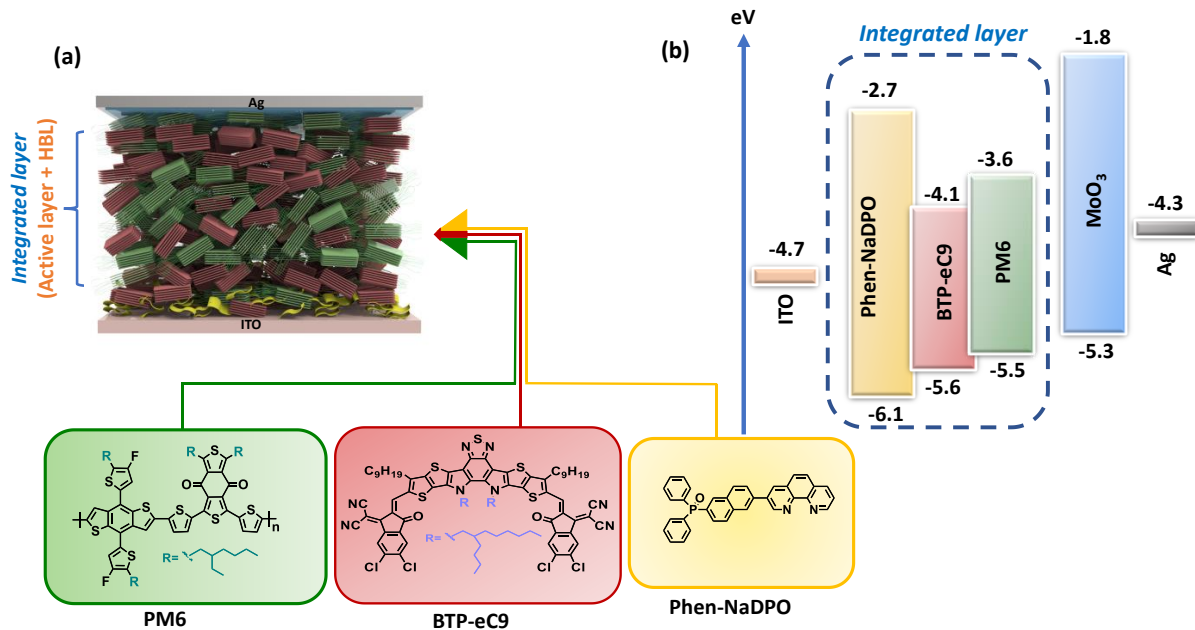 (a)
Ag
Integrated layer
(Active layer + HBL)
ITO
eV
(b)
Integrated layer
-4.7
ITO
-2.7
Phen-NaDPO
-6.1
-4.1
BTP-eC9
-5.6
-3.6
PM6
-5.5
-1.8
MoO₃
-5.3
-4.3
Ag
R
F
S
R
R
S
O
O
S
S
S
S
n
S
F
R
R=
PM6
S
N
N
C₉H₁₉
S
S
S
S
C₉H₁₉
N
N
R
R
CN
NC
O
O
CN
CN
R=
Cl
Cl
Cl
Cl
BTP-eC9
O
P
N
N
Phen-NaDPO